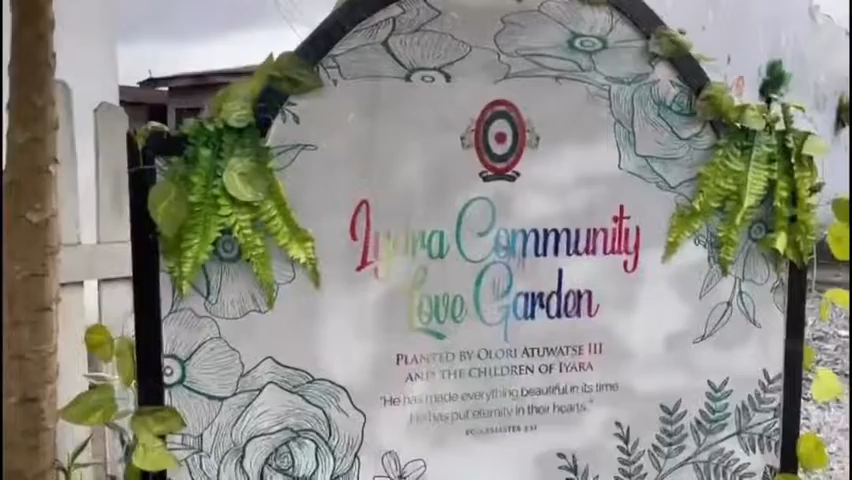 Iyara Community
Love Garden
PLANTED BY OLORI ATUWATSE III
AND THE CHILDREN OF IYARA
"He has made everything beautiful in its time
He has put eternity in their hearts."
ECCLESIASTES 3:11